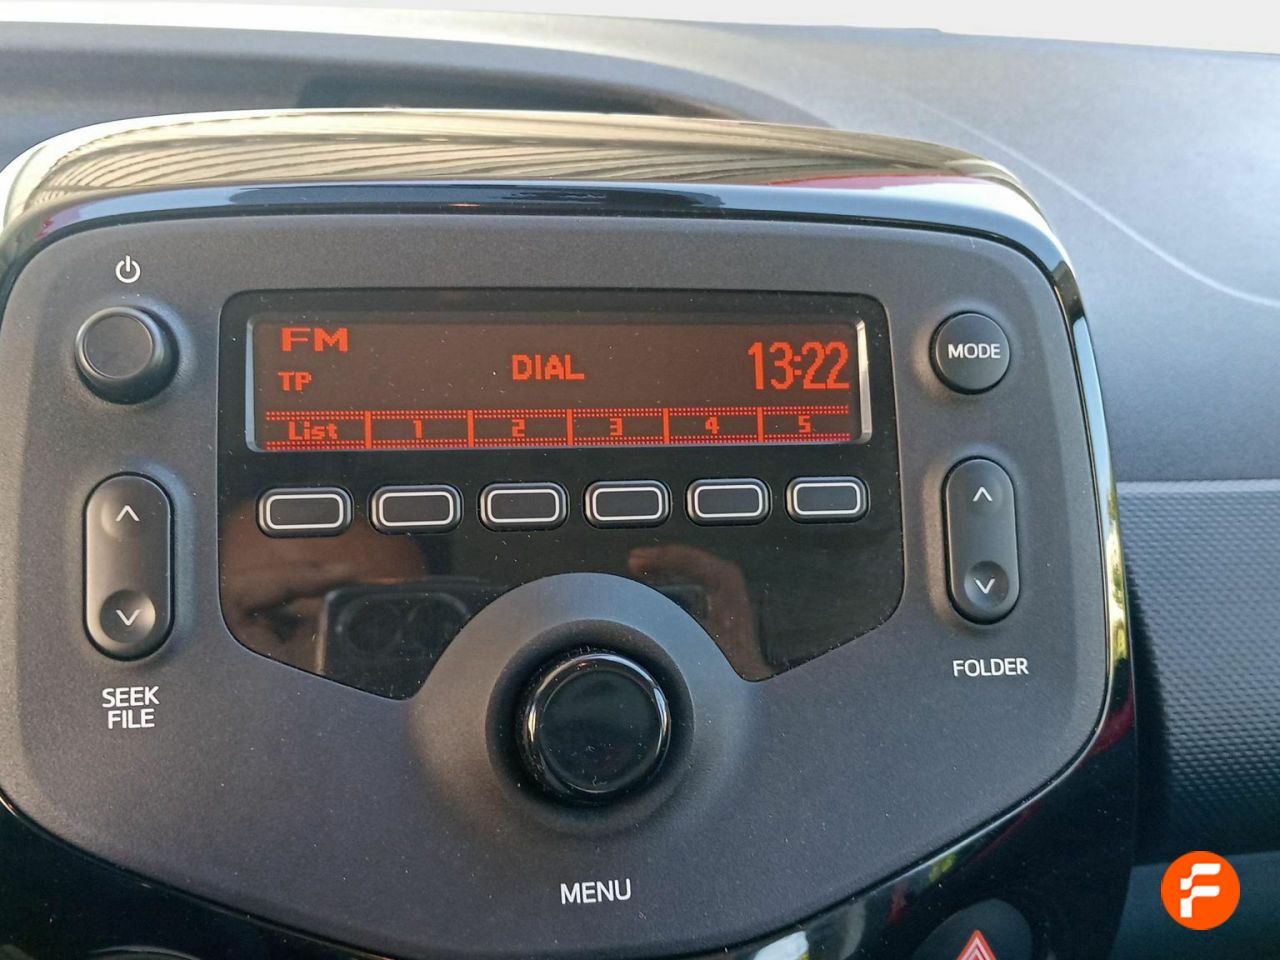 FM
TP
DIAL
13:22
List 1 2 3 4 5
MODE
SEEK
FILE
FOLDER
MENU